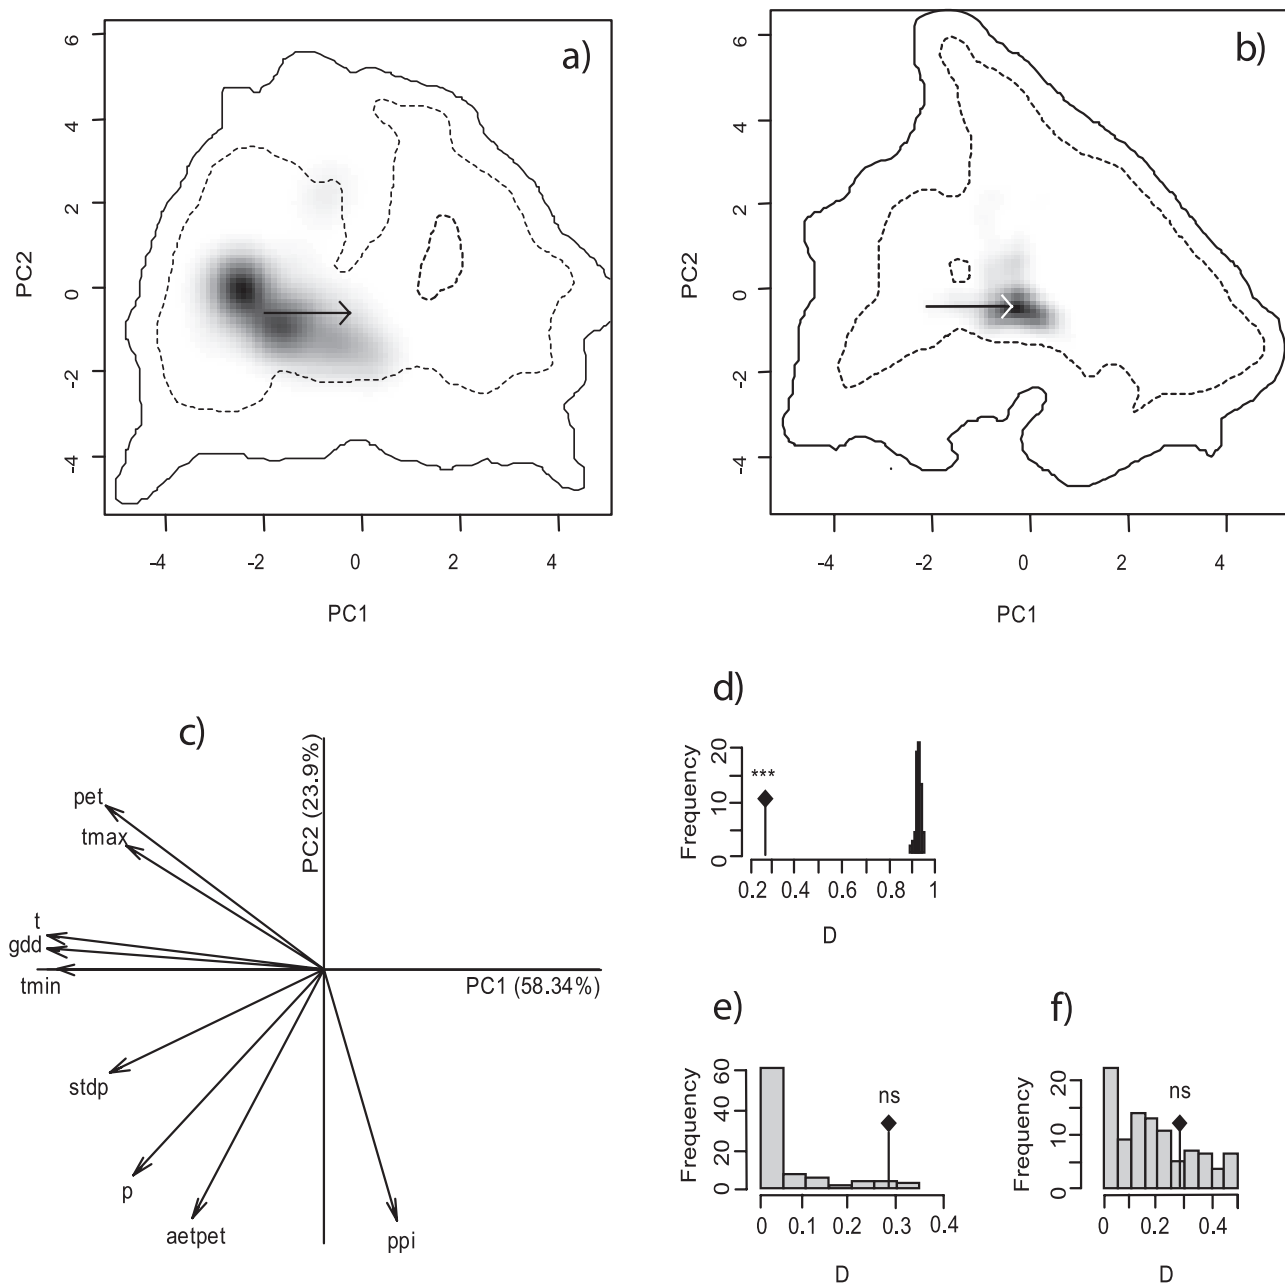 a)
6
4
2
0
-2
-4
PC2
-4 -2 0 2 4
PC1
b)
6
4
2
0
-2
-4
PC2
-4 -2 0 2 4
PC1
c)
PC2 (23.9%)
pet
tmax
t
gdd
tmin
PC1 (58.34%)
stdp
p
aetpet
ppi
d)
Frequency
20
10
0
***
0.2 0.4 0.6 0.8 1
D
e)
Frequency
60
40
20
0
ns
0 0.1 0.2 0.3 0.4
D
f)
Frequency
20
10
0
ns
0 0.2 0.4
D